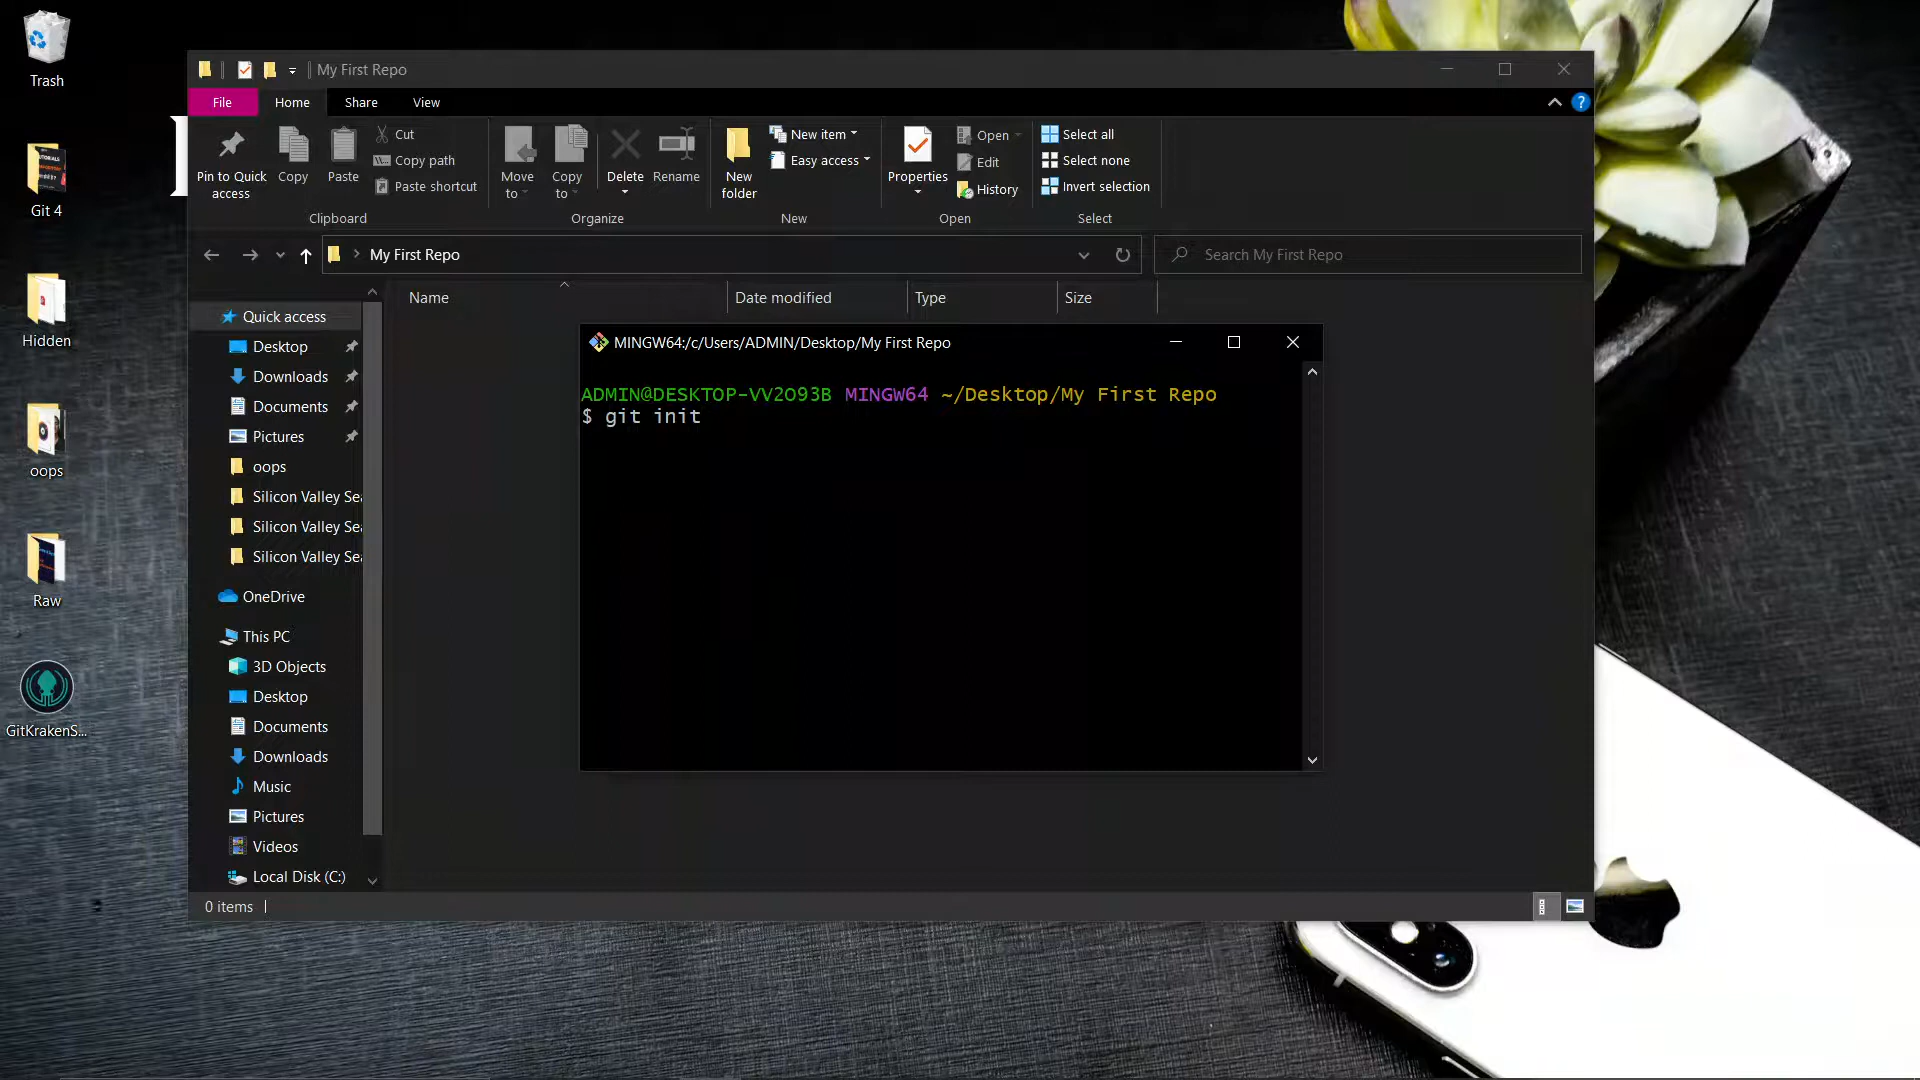 Trash
Git 4
Hidden
oops
Raw
GitKrakenS...
My First Repo
File Home Share View
Pin to Quick access
Copy
Paste
Cut
Copy path
Paste shortcut
Clipboard
Move to
Copy to
Delete
Rename
Organize
New folder
New item
Easy access
New
Properties
Open
Edit
History
Open
Select all
Select none
Invert selection
Select
My First Repo
Search My First Repo
Name Date modified Type Size
Quick access
Desktop
Downloads
Documents
Pictures
oops
Silicon Valley Sea
Silicon Valley Sea
Silicon Valley Sea
OneDrive
This PC
3D Objects
Desktop
Documents
Downloads
Music
Pictures
Videos
Local Disk (C:)
0 items
MINGW64:/c/Users/ADMIN/Desktop/My First Repo
ADMIN@DESKTOP-VV2O93B MINGW64 ~/Desktop/My First Repo
$ git init